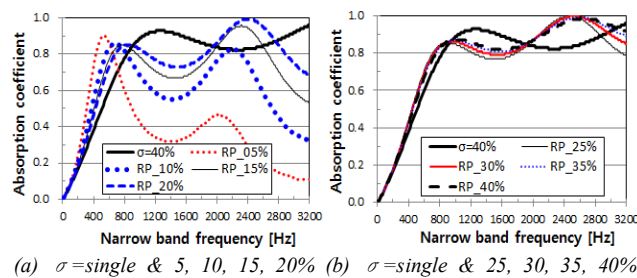 Absorption coefficient
1.0
0.8
0.6
0.4
0.2
0.0
σ=40%
RP_05%
RP_10%
RP_15%
RP_20%
0 400 800 1200 1600 2000 2400 2800 3200
Narrow band frequency [Hz]
(a) σ=single & 5, 10, 15, 20%
Absorption coefficient
1.0
0.8
0.6
0.4
0.2
0.0
σ=40%
RP_25%
RP_30%
RP_35%
RP_40%
0 400 800 1200 1600 2000 2400 2800 3200
Narrow band frequency [Hz]
(b) σ=single & 25, 30, 35, 40%